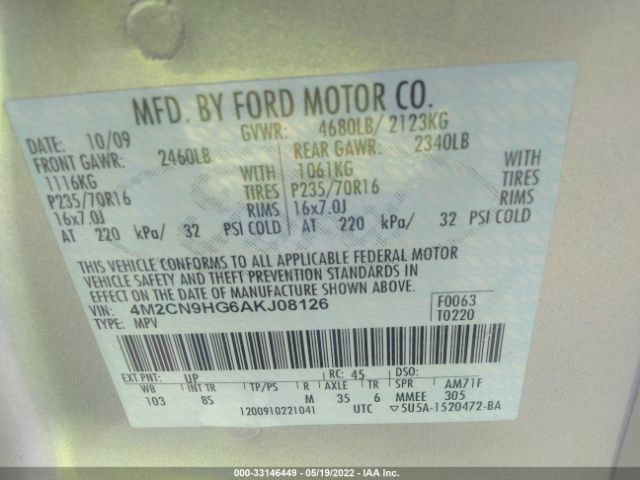 MFD. BY FORD MOTOR CO.
DATE: 10/09 GVWR: 4680LB/ 2123KG
FRONT GAWR: 2460LB REAR GAWR: 2340LB
1116KG WITH 1061KG WITH
P235/70R16 TIRES P235/70R16 TIRES
16x7.0J RIMS 16x7.0J RIMS
AT 220 kPa/ 32 PSI COLD AT 220 kPa/ 32 PSI COLD
THIS VEHICLE CONFORMS TO ALL APPLICABLE FEDERAL MOTOR
VEHICLE SAFETY AND THEFT PREVENTION STANDARDS IN
EFFECT ON THE DATE OF MANUFACTURE SHOWN ABOVE.
VIN: 4M2CN9HG6AKJ08126 F0063
TYPE: MPV T0220
EXT PNT: UP RC: 45 DSO:
WB INT TR TP/PS R AXLE TR SPR AM71F
103 8S M 35 6 MMEE 305
1200910221041 UTC ▽5U5A-1520472-BA
000-33146449 - 05/19/2022 - IAA Inc.